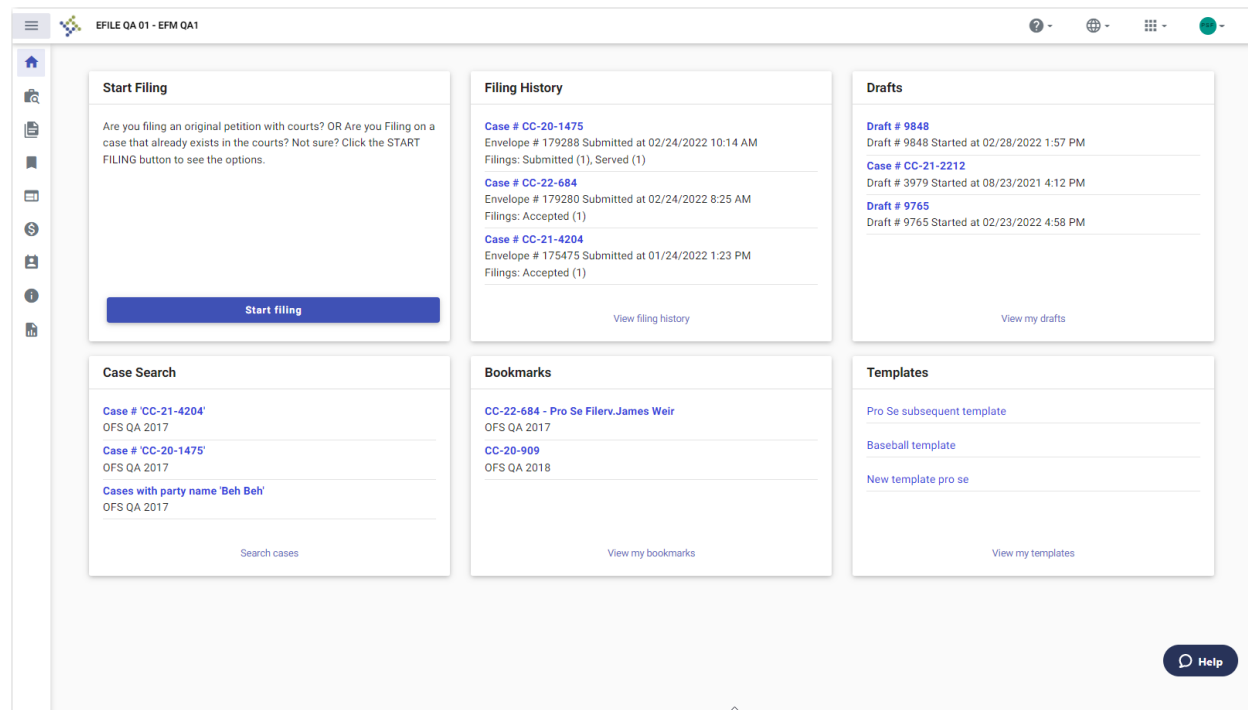 EFILE QA 01 - EFM QA1
Start Filing
Are you filing an original petition with courts? OR Are you Filing on a
case that already exists in the courts? Not sure? Click the START
FILING button to see the options.
Start filing
Filing History
Case # CC-20-1475
Envelope # 179288 Submitted at 02/24/2022 10:14 AM
Filings: Submitted (1), Served (1)
Case # CC-22-684
Envelope # 179280 Submitted at 02/24/2022 8:25 AM
Filings: Accepted (1)
Case # CC-21-4204
Envelope # 175475 Submitted at 01/24/2022 1:23 PM
Filings: Accepted (1)
View filing history
Drafts
Draft # 9848
Draft # 9848 Started at 02/28/2022 1:57 PM
Case # CC-21-2212
Draft # 3979 Started at 08/23/2021 4:12 PM
Draft # 9765
Draft # 9765 Started at 02/23/2022 4:58 PM
View my drafts
Case Search
Case # 'CC-21-4204'
OFS QA 2017
Case # 'CC-20-1475'
OFS QA 2017
Cases with party name 'Beh Beh'
OFS QA 2017
Search cases
Bookmarks
CC-22-684 - Pro Se Filerv.James Weir
OFS QA 2017
CC-20-909
OFS QA 2018
View my bookmarks
Templates
Pro Se subsequent template
Baseball template
New template pro se
View my templates
Help